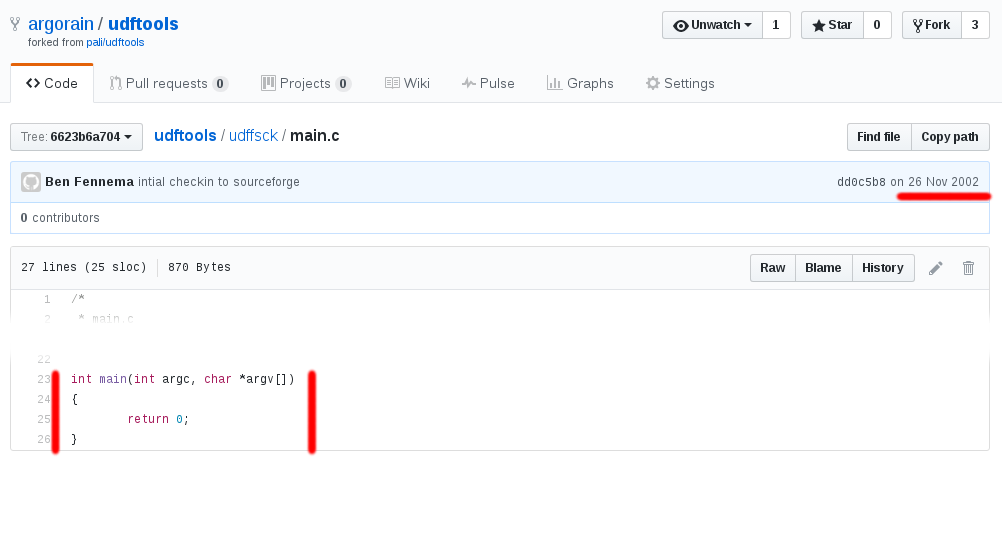 argorain / udftools
forked from pali/udftools
Unwatch 1 Star 0 Fork 3
Code Pull requests 0 Projects 0 Wiki Pulse Graphs Settings
Tree: 6623b6a704 udftools / udffsck / main.c Find file Copy path
Ben Fennema intial checkin to sourceforge dd0c5b8 on 26 Nov 2002
0 contributors
27 lines (25 sloc) 870 Bytes Raw Blame History
1 /*
2 * main.c
22
23 int main(int argc, char *argv[])
24 {
25 return 0;
26 }